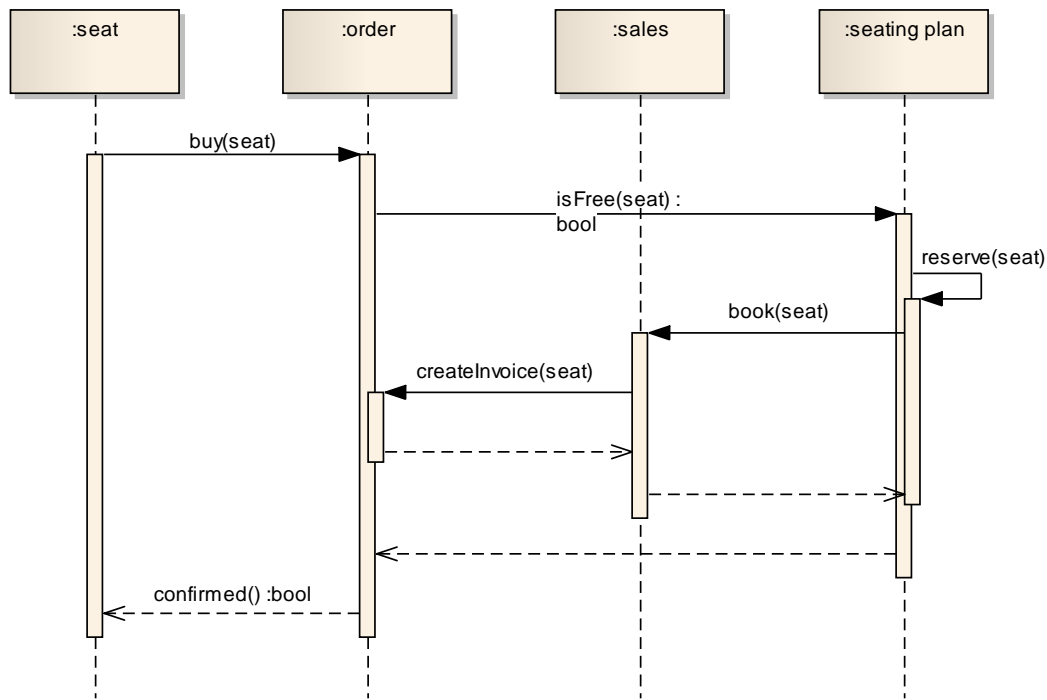 :seat
:order
:sales
:seating plan
buy(seat)
isFree(seat) :
bool
reserve(seat)
book(seat)
createInvoice(seat)
confirmed() :bool